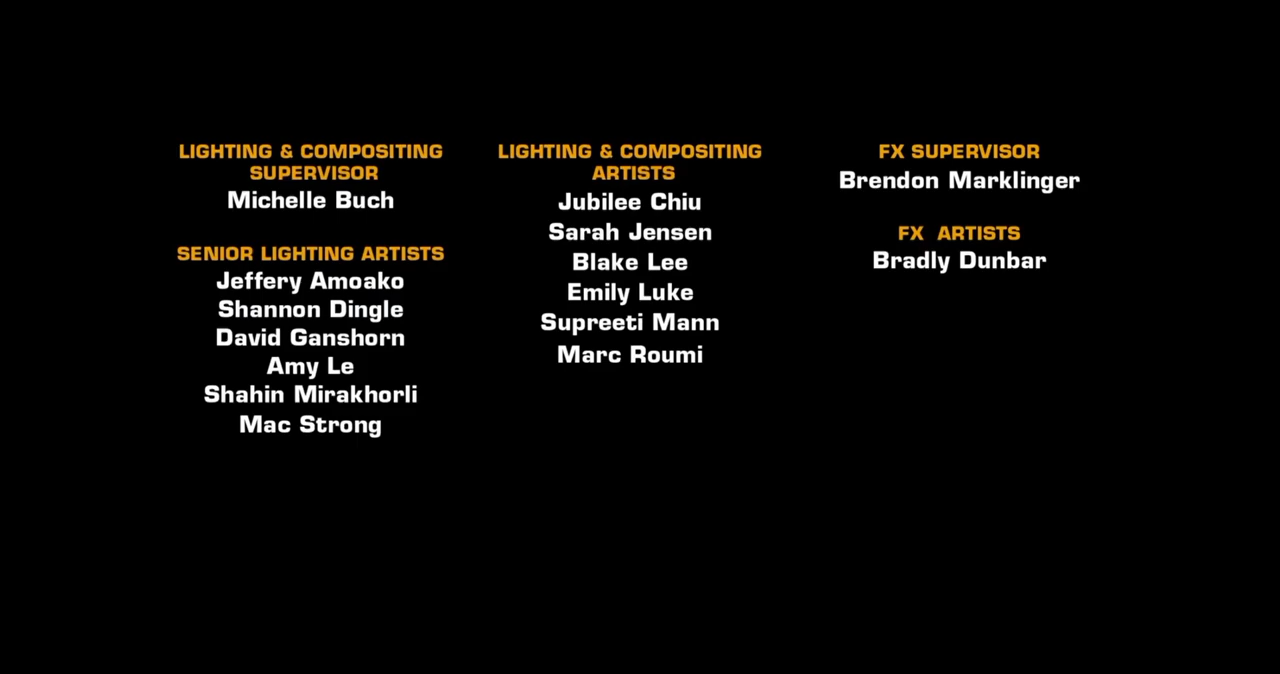 LIGHTING & COMPOSITING
SUPERVISOR
Michelle Buch
SENIOR LIGHTING ARTISTS
Jeffery Amoako
Shannon Dingle
David Ganshorn
Amy Le
Shahin Mirakhorli
Mac Strong
LIGHTING & COMPOSITING
ARTISTS
Jubilee Chiu
Sarah Jensen
Blake Lee
Emily Luke
Supreeti Mann
Marc Roumi
FX SUPERVISOR
Brendon Marklinger
FX  ARTISTS
Bradly Dunbar